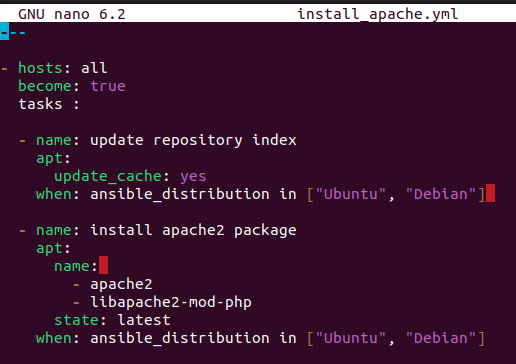 GNU nano 6.2 install_apache.yml
---
- hosts: all
  become: true
  tasks :
  - name: update repository index
    apt:
      update_cache: yes
    when: ansible_distribution in ["Ubuntu", "Debian"]
  - name: install apache2 package
    apt:
      name:
        - apache2
        - libapache2-mod-php
      state: latest
    when: ansible_distribution in ["Ubuntu", "Debian"]